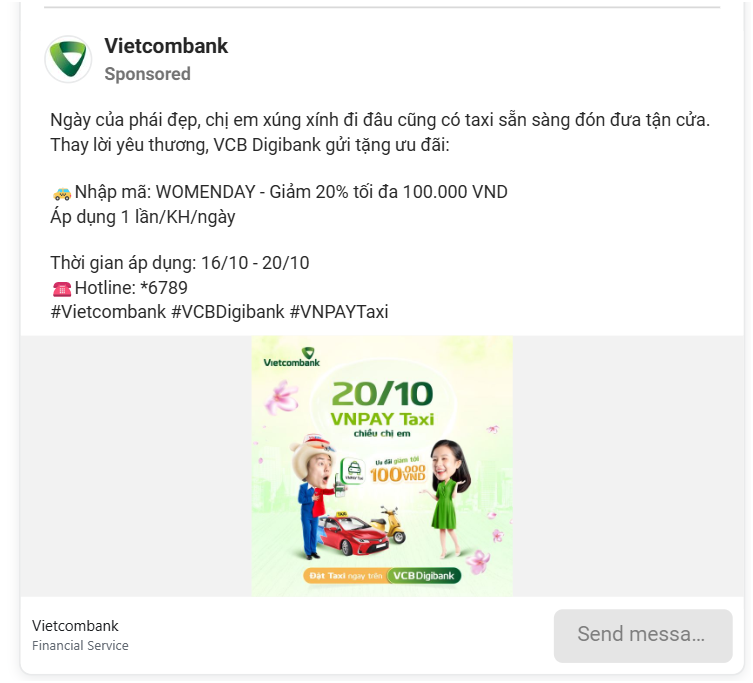 Vietcombank
Sponsored
Ngày của phái đẹp, chị em xúng xính đi đâu cũng có taxi sẵn sàng đón đưa tận cửa.
Thay lời yêu thương, VCB Digibank gửi tặng ưu đãi:
🚕Nhập mã: WOMENDAY - Giảm 20% tối đa 100.000 VND
Áp dụng 1 lần/KH/ngày
Thời gian áp dụng: 16/10 - 20/10
☎️Hotline: *6789
#Vietcombank #VCBDigibank #VNPAYTaxi
Vietcombank
20/10
VNPAY Taxi
chiều chị em
Ưu đãi giảm tới
100.000 VND
VNPAY Taxi
TAXI
Đặt Taxi ngay trên VCBDigibank
Vietcombank
Financial Service
Send messa...